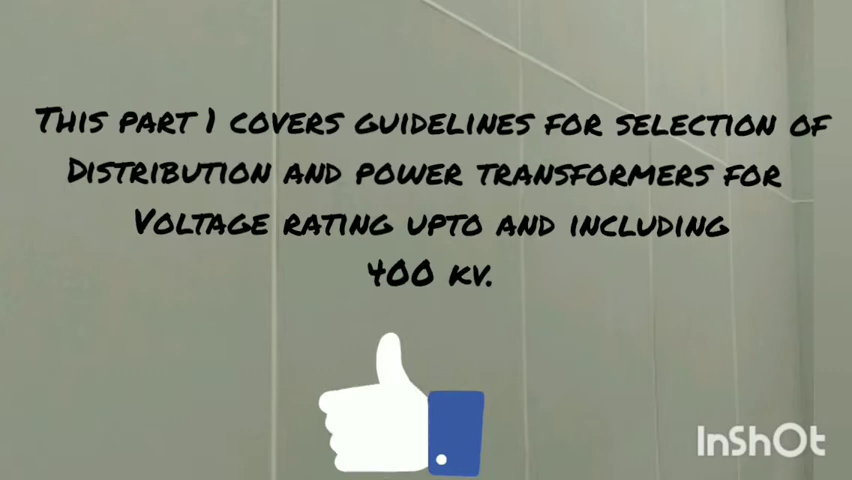 This part 1 covers guidelines for selection of
Distribution and power transformers for
Voltage rating upto and including
400 kv.
InShOt